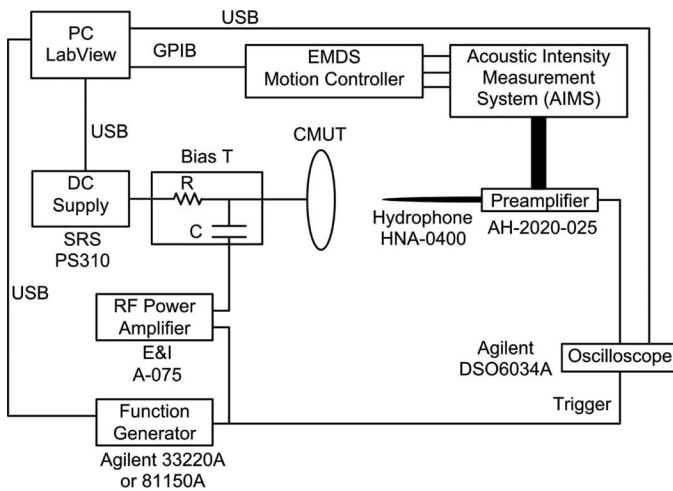 USB
PC
LabView
GPIB
EMDS
Motion Controller
Acoustic Intensity
Measurement
System (AIMS)
USB
Bias T
CMUT
DC
Supply
R
C
SRS
PS310
Preamplifier
Hydrophone
HNA-0400
AH-2020-025
USB
RF Power
Amplifier
E&I
A-075
Agilent
DSO6034A
Oscilloscope
Trigger
Function
Generator
Agilent 33220A
or 81150A